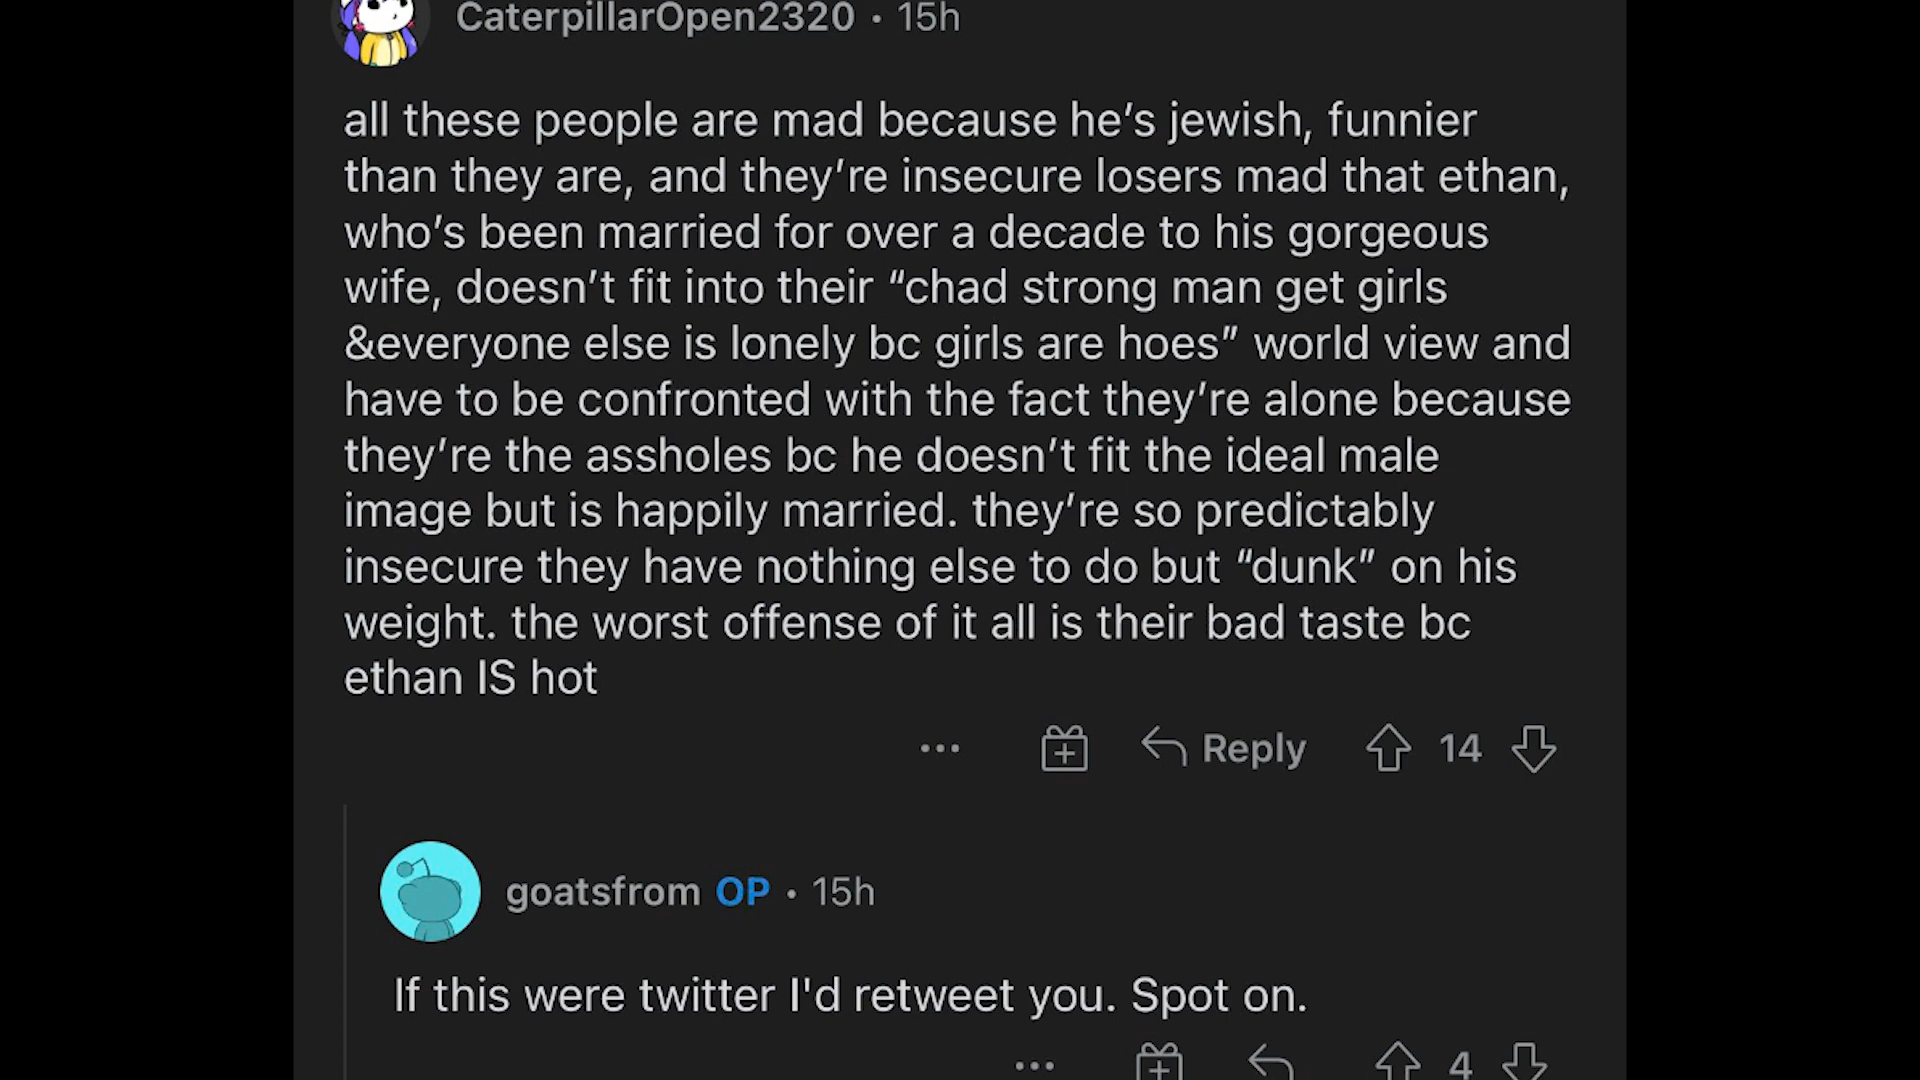 CaterpillarOpen2320 • 15h
all these people are mad because he’s jewish, funnier
than they are, and they’re insecure losers mad that ethan,
who’s been married for over a decade to his gorgeous
wife, doesn’t fit into their “chad strong man get girls
&everyone else is lonely bc girls are hoes” world view and
have to be confronted with the fact they’re alone because
they’re the assholes bc he doesn’t fit the ideal male
image but is happily married. they’re so predictably
insecure they have nothing else to do but “dunk” on his
weight. the worst offense of it all is their bad taste bc
ethan IS hot
... Reply 14
goatsfrom OP • 15h
If this were twitter I'd retweet you. Spot on.
... 4